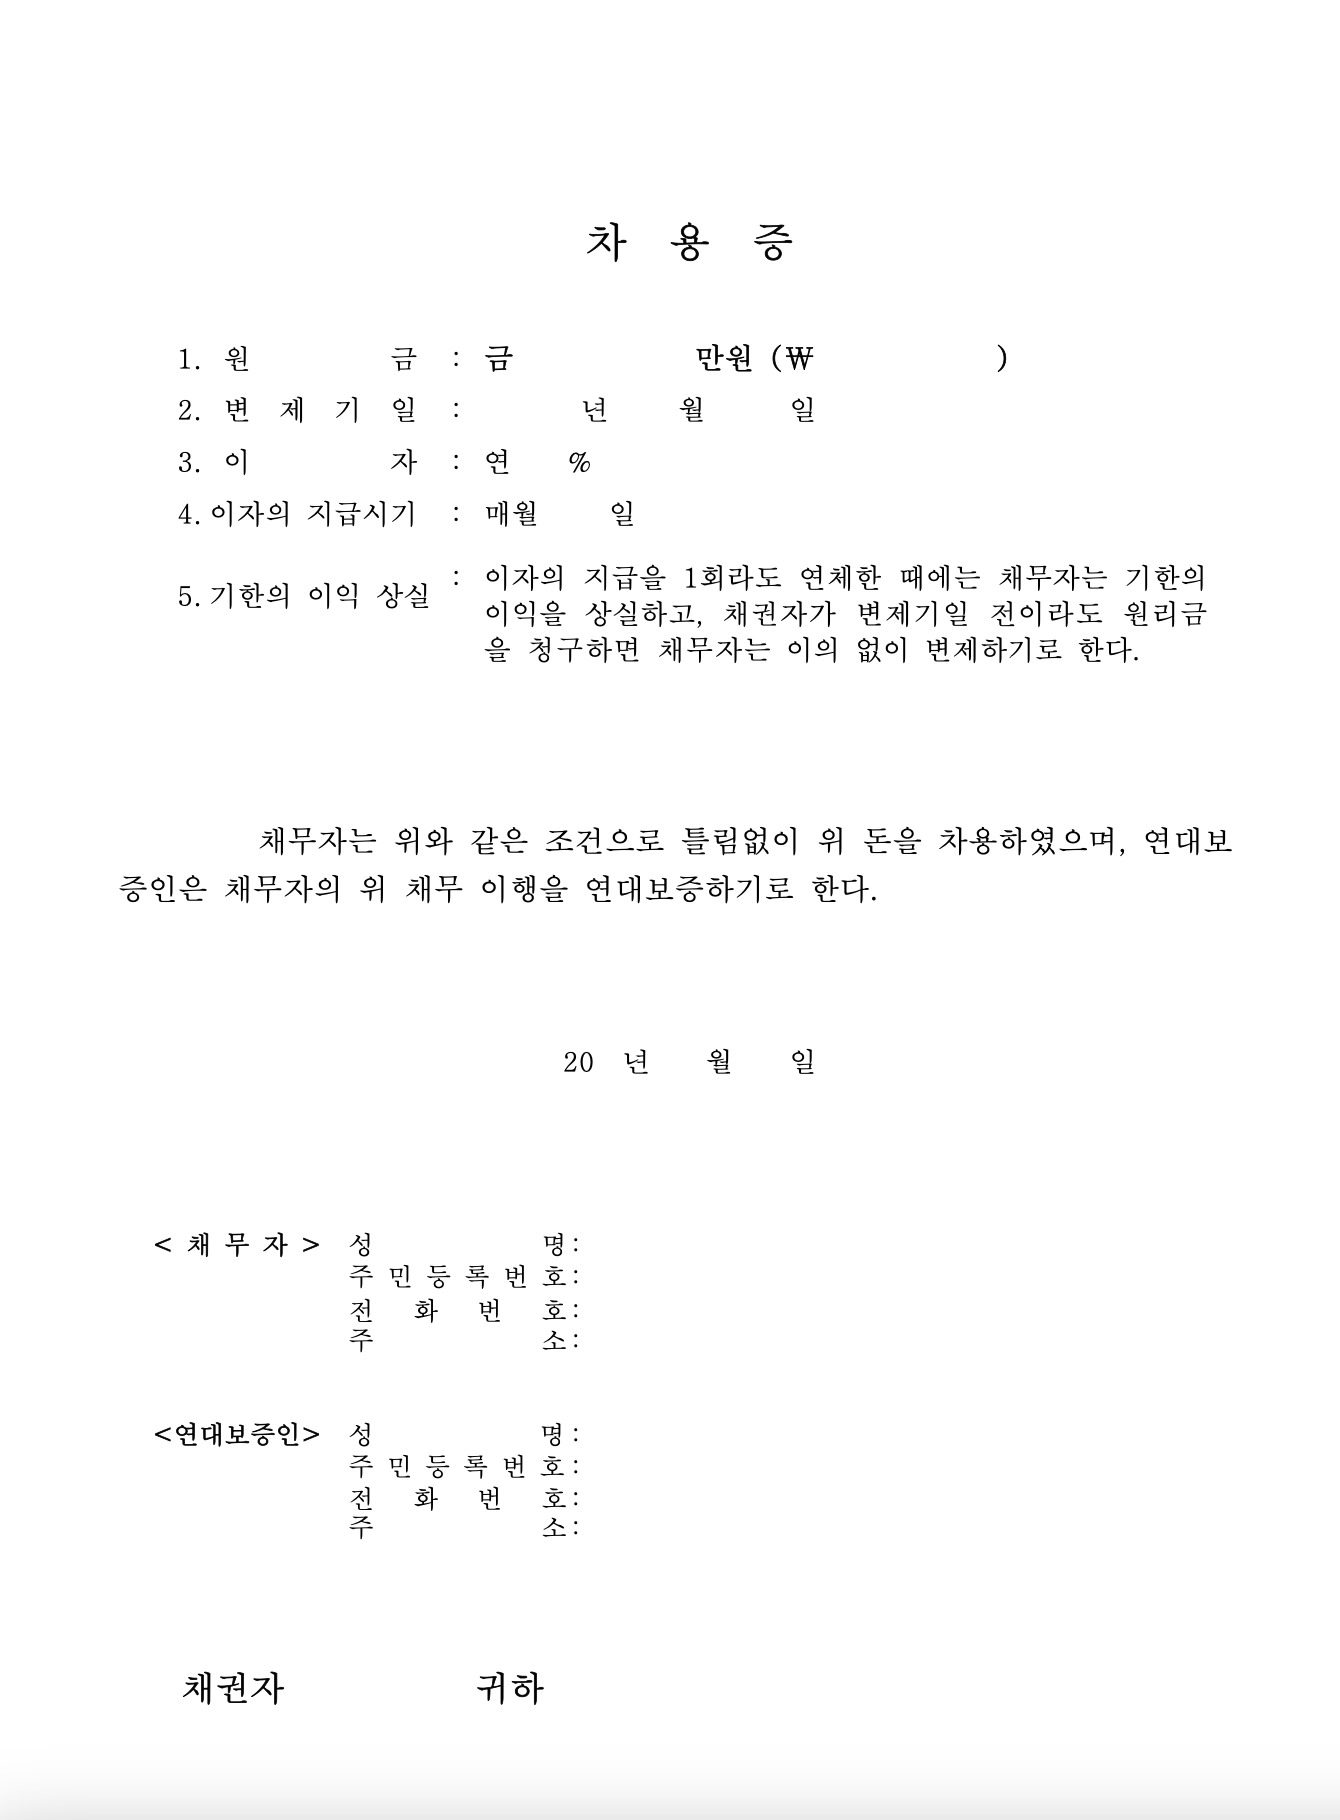 차 용 증
1. 원 금 : 금 만원 (₩ )
2. 변 제 기 일 : 년 월 일
3. 이 자 : 연 %
4. 이자의 지급시기 : 매월 일
5. 기한의 이익 상실 : 이자의 지급을 1회라도 연체한 때에는 채무자는 기한의
이익을 상실하고, 채권자가 변제기일 전이라도 원리금
을 청구하면 채무자는 이의 없이 변제하기로 한다.
채무자는 위와 같은 조건으로 틀림없이 위 돈을 차용하였으며, 연대보
증인은 채무자의 위 채무 이행을 연대보증하기로 한다.
20 년 월 일
< 채 무 자 > 성 명:
주 민 등 록 번 호:
전 화 번 호:
주 소:
<연대보증인> 성 명:
주 민 등 록 번 호:
전 화 번 호:
주 소:
채권자 귀하